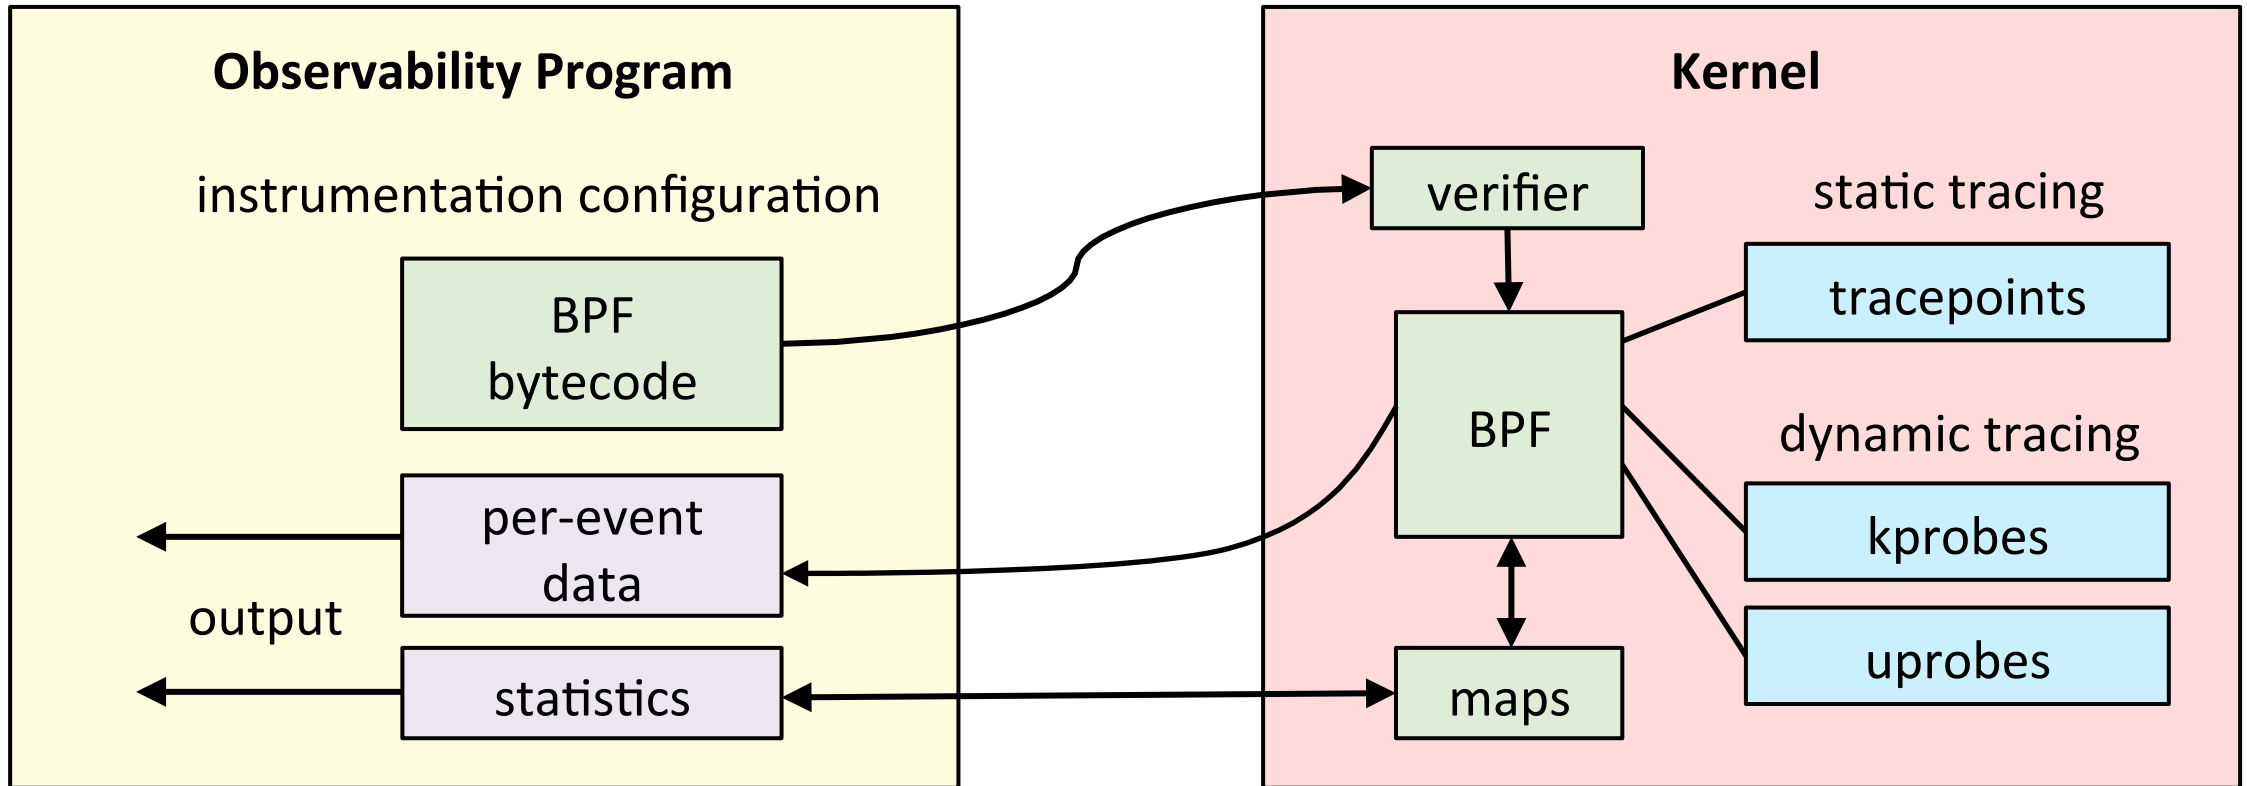 Observability Program
instrumentation configuration
BPF
bytecode
per-event
data
output
statistics
Kernel
verifier
static tracing
tracepoints
BPF
dynamic tracing
kprobes
uprobes
maps